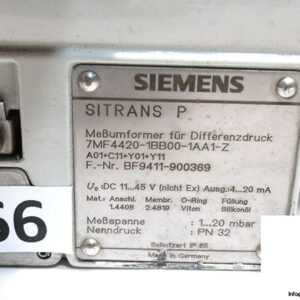 SIEMENS
SITRANS P
Meßumformer für Differenzdruck
7MF4420-1BB00-1AA1-Z
A01+C11+Y01+Y11
F.-Nr. BF9411-900369
DC 11...45 V (nicht Ex) Ausg.:4...20 mA
Mat.: Anschl. Membr. O-Ring Füllung
1.4408 2.4819 Viton Silikonöl
Meßspanne : 1...20 mbar
Nenndruck : PN 32
Schutzart IP 65
Made in Germany
66